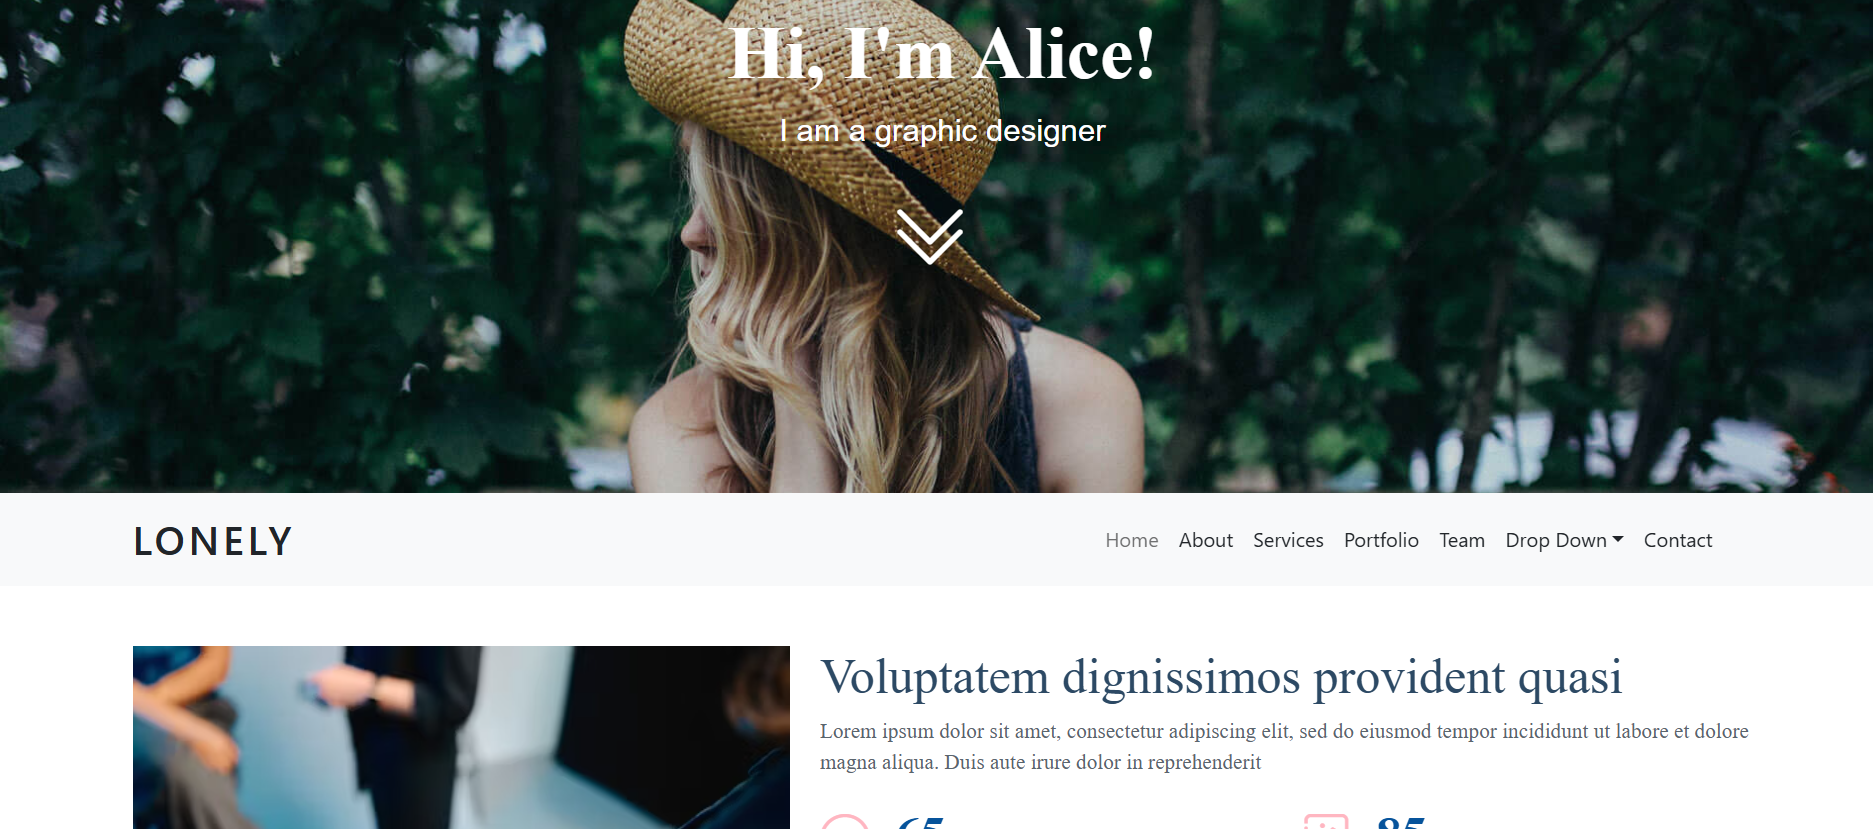 Hi, I'm Alice!
I am a graphic designer
LONELY
Home About Services Portfolio Team Drop Down Contact
Voluptatem dignissimos provident quasi
Lorem ipsum dolor sit amet, consectetur adipiscing elit, sed do eiusmod tempor incididunt ut labore et dolore
magna aliqua. Duis aute irure dolor in reprehenderit
65 85